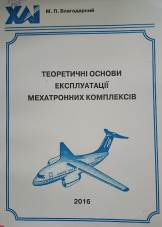 ХАІ
М. П. Благодарний
ТЕОРЕТИЧНІ ОСНОВИ
ЕКСПЛУАТАЦІЇ
МЕХАТРОННИХ КОМПЛЕКСІВ
2016